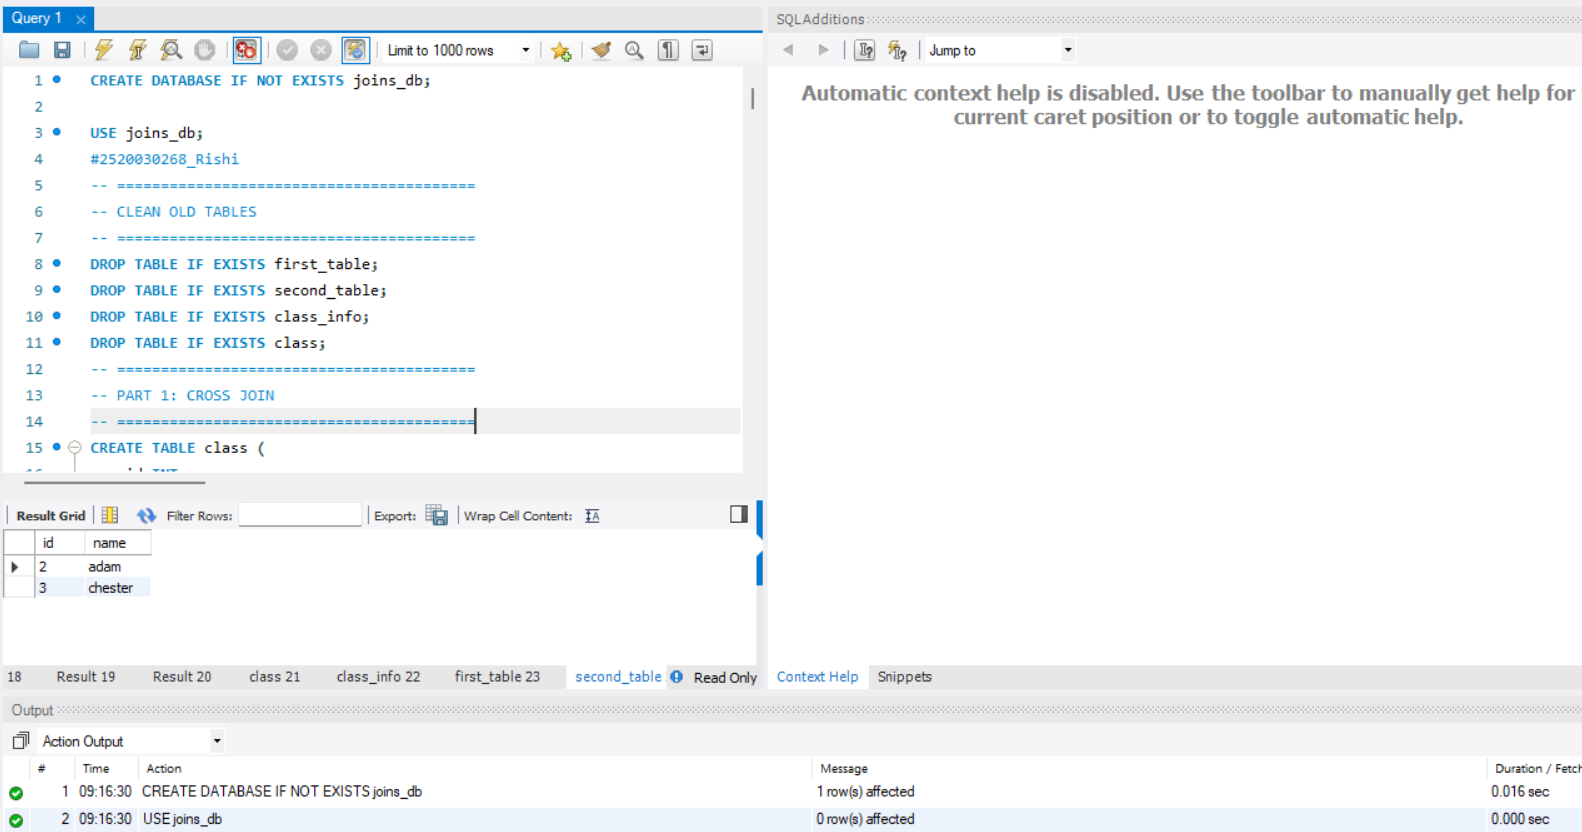 Query 1
SQLAdditions
Limit to 1000 rows
Jump to
1 CREATE DATABASE IF NOT EXISTS joins_db;
2
3 USE joins_db;
4 #2520030268_Rishi
5 -- =========================================
6 -- CLEAN OLD TABLES
7 -- =========================================
8 DROP TABLE IF EXISTS first_table;
9 DROP TABLE IF EXISTS second_table;
10 DROP TABLE IF EXISTS class_info;
11 DROP TABLE IF EXISTS class;
12 -- =========================================
13 -- PART 1: CROSS JOIN
14 -- =========================================
15 CREATE TABLE class (
Automatic context help is disabled. Use the toolbar to manually get help for
current caret position or to toggle automatic help.
Result Grid Filter Rows: Export: Wrap Cell Content:
id name
2 adam
3 chester
18 Result 19 Result 20 class 21 class_info 22 first_table 23 second_table Read Only
Context Help Snippets
Output
Action Output
# Time Action Message Duration / Fetch
1 09:16:30 CREATE DATABASE IF NOT EXISTS joins_db 1 row(s) affected 0.016 sec
2 09:16:30 USE joins_db 0 row(s) affected 0.000 sec